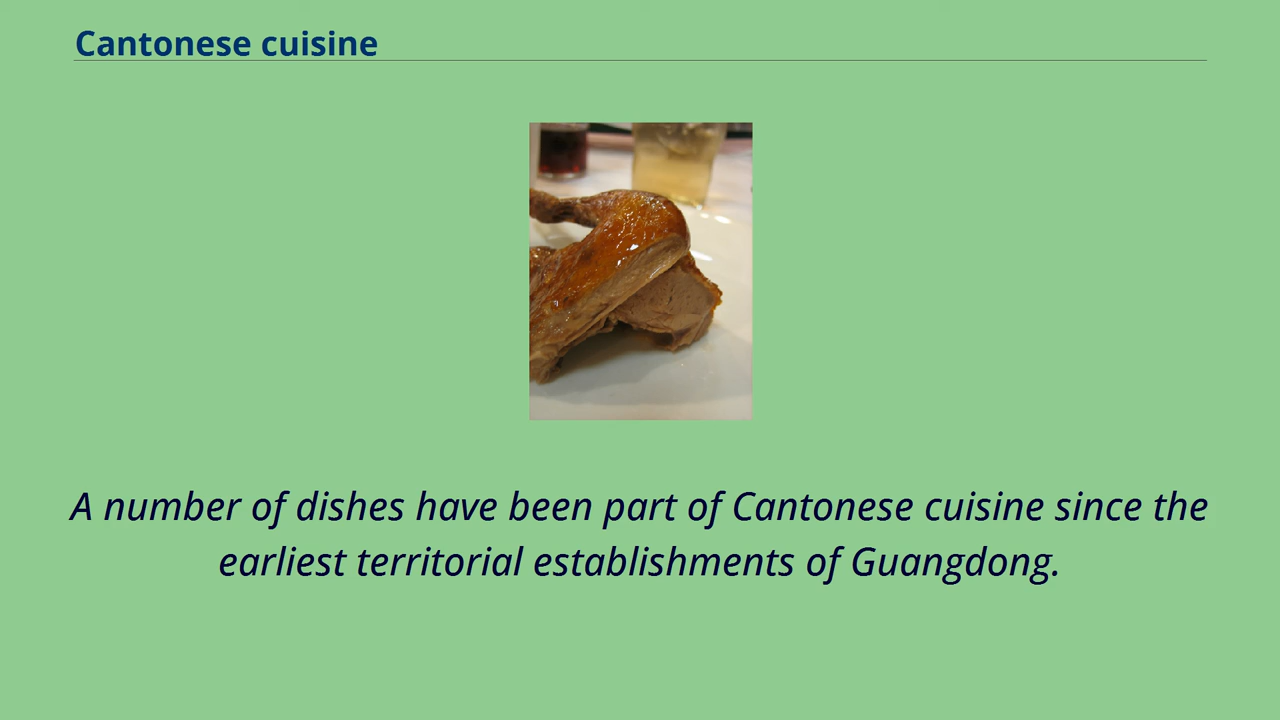 Cantonese cuisine
A number of dishes have been part of Cantonese cuisine since the
earliest territorial establishments of Guangdong.